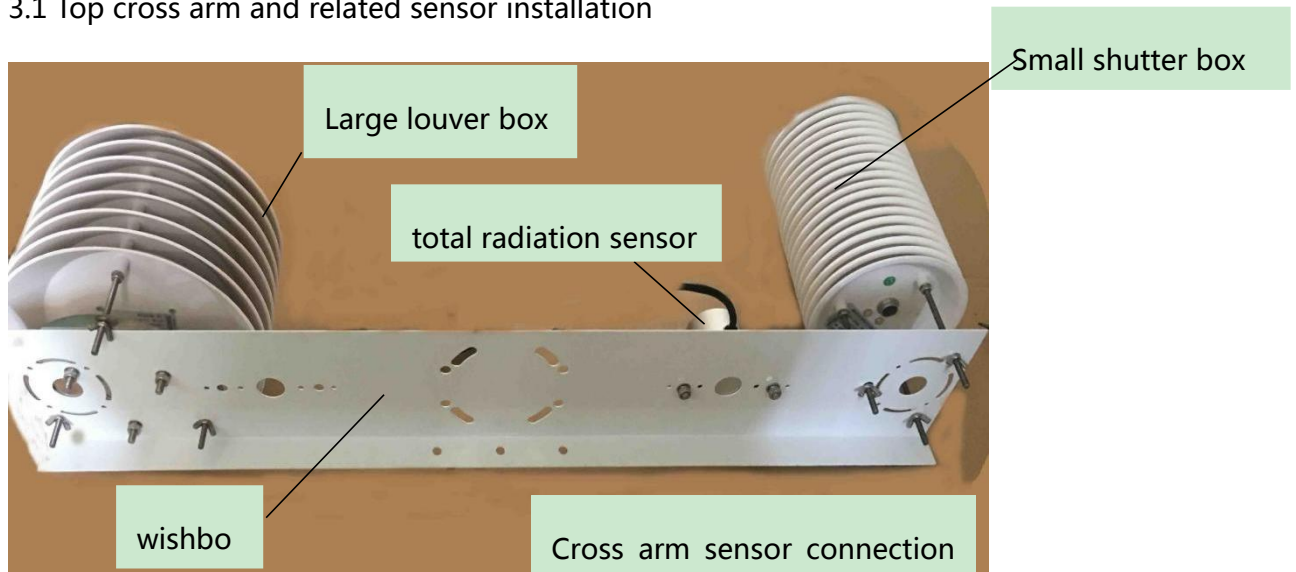 3.1 Top cross arm and related sensor installation
Small shutter box
Large louver box
total radiation sensor
wishbo
Cross arm sensor connection